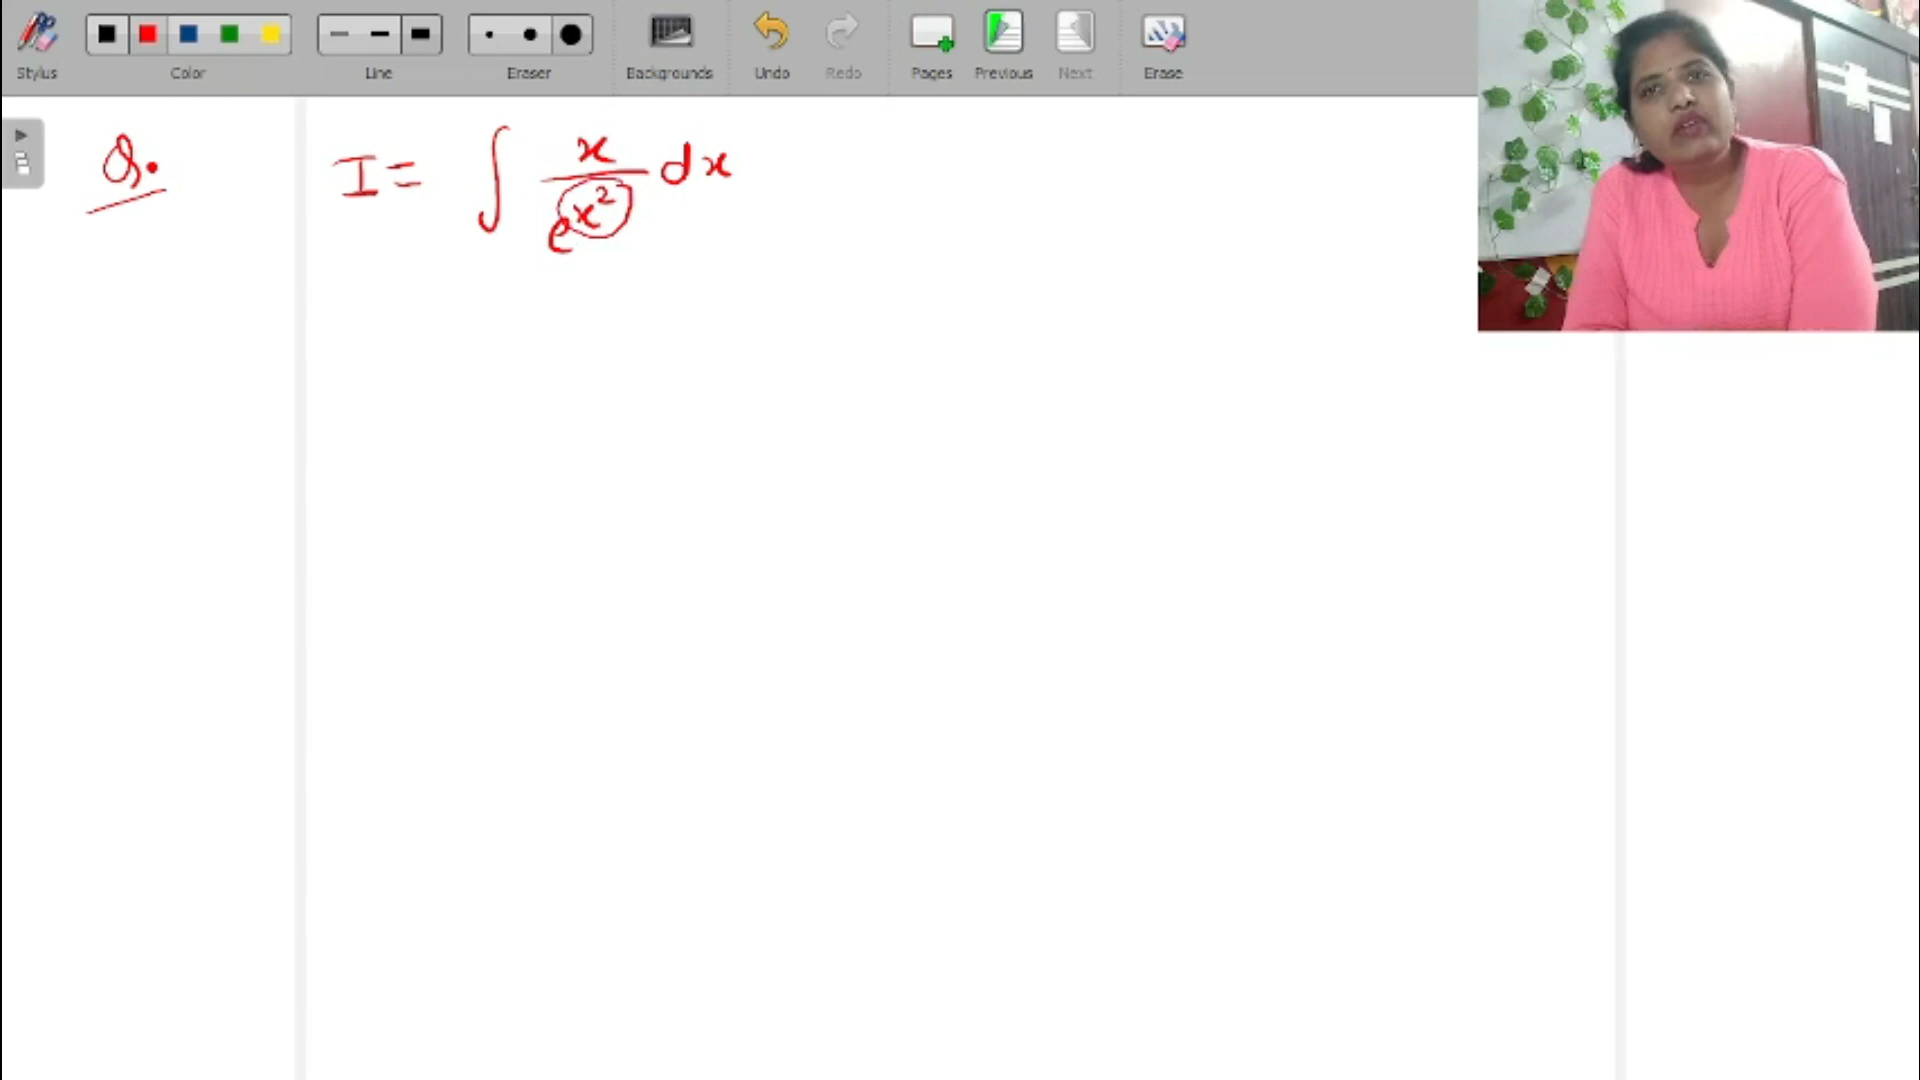 Stylus Color Line Eraser Backgrounds Undo Redo Pages Previous Next Erase
Q. I = ∫ x/e^(x²) dx